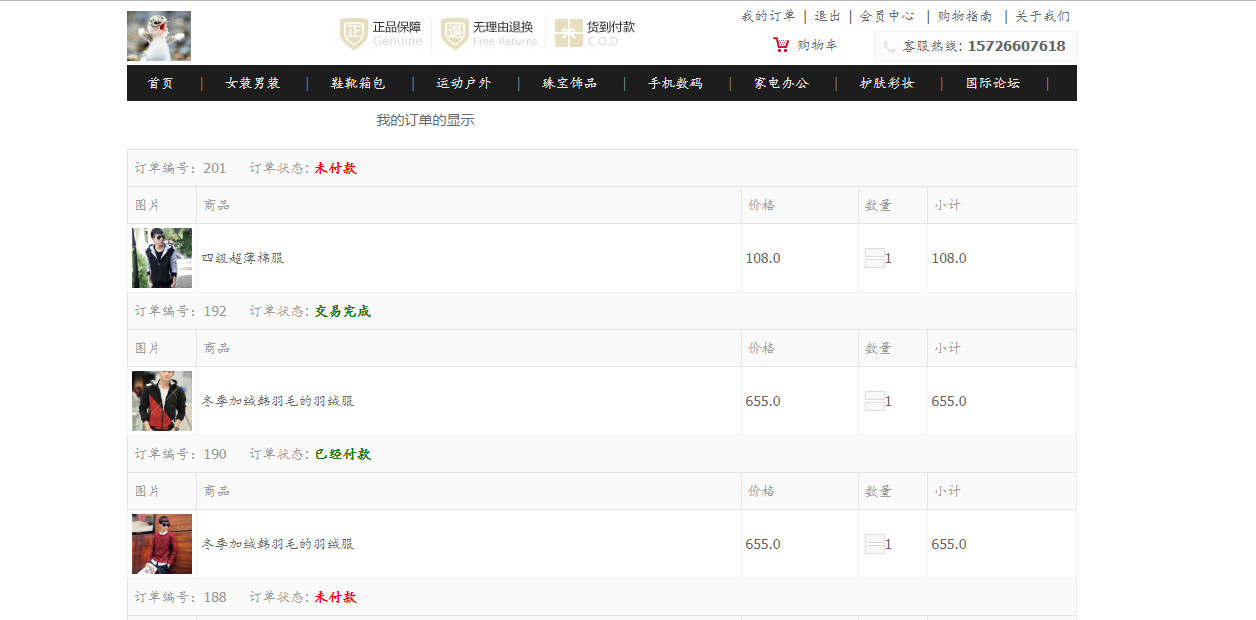 正品保障
Genuine
无理由退换
Free Returns
货到付款
C.O.D
我的订单 | 退出 | 会员中心 | 购物指南 | 关于我们
购物车
客服热线: 15726607618
首页 | 女装男装 | 鞋靴箱包 | 运动户外 | 珠宝饰品 | 手机数码 | 家电办公 | 护肤彩妆 | 国际论坛 |
我的订单的显示
订单编号: 201 订单状态: 未付款
图片 商品 价格 数量 小计
四级超薄棉服 108.0 1 108.0
订单编号: 192 订单状态: 交易完成
图片 商品 价格 数量 小计
冬季加绒韩羽毛的羽绒服 655.0 1 655.0
订单编号: 190 订单状态: 已经付款
图片 商品 价格 数量 小计
冬季加绒韩羽毛的羽绒服 655.0 1 655.0
订单编号: 188 订单状态: 未付款